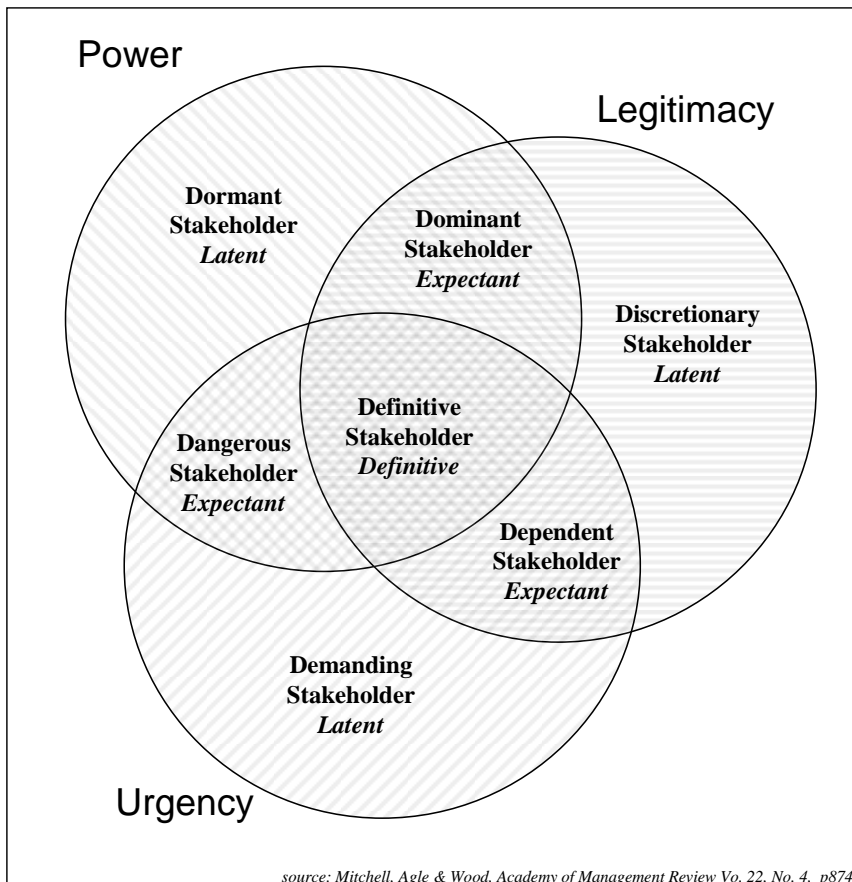 Power
Legitimacy
Dormant
Stakeholder
Latent
Dominant
Stakeholder
Expectant
Discretionary
Stakeholder
Latent
Definitive
Stakeholder
Definitive
Dangerous
Stakeholder
Expectant
Dependent
Stakeholder
Expectant
Demanding
Stakeholder
Latent
Urgency
source: Mitchell, Agle & Wood, Academy of Management Review Vo. 22, No. 4, p874